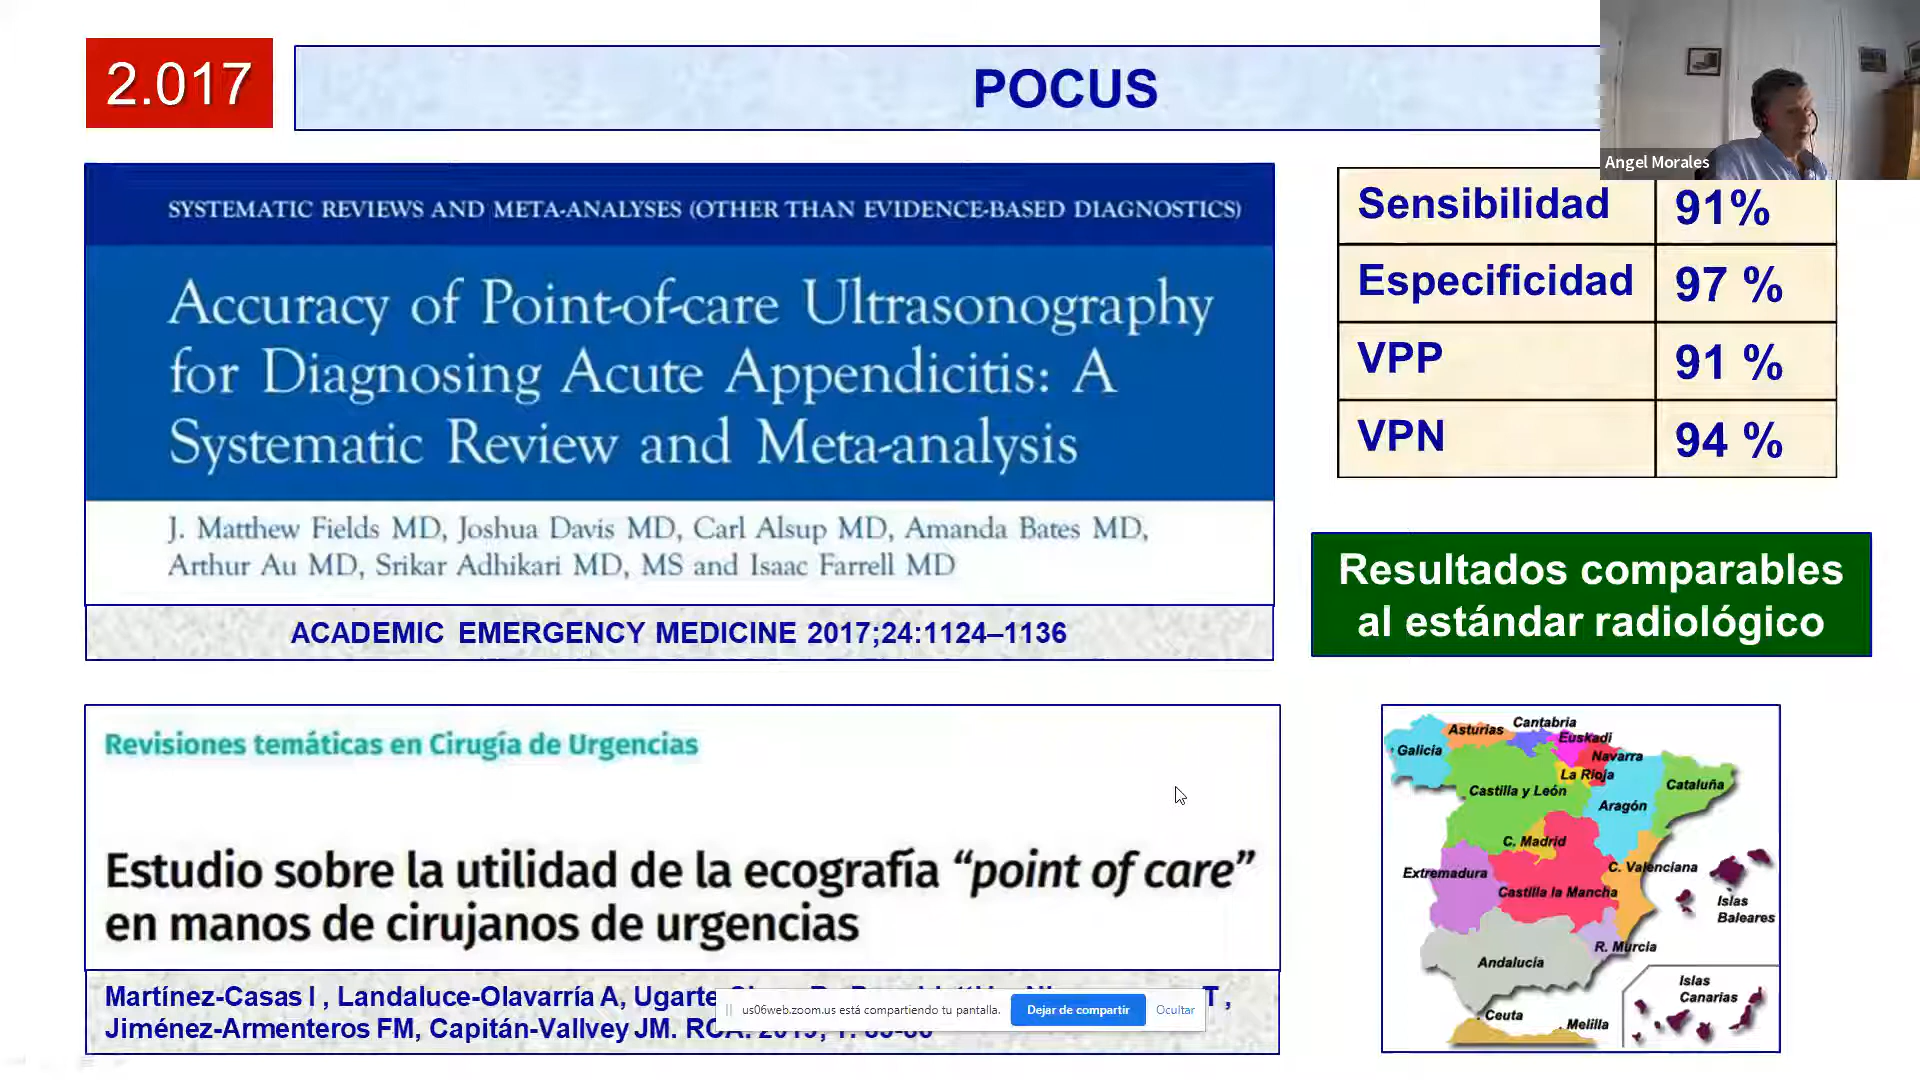 2.017
POCUS
Angel Morales
SYSTEMATIC REVIEWS AND META-ANALYSES (OTHER THAN EVIDENCE-BASED DIAGNOSTICS)
Accuracy of Point-of-care Ultrasonography
for Diagnosing Acute Appendicitis: A
Systematic Review and Meta-analysis
J. Matthew Fields MD, Joshua Davis MD, Carl Alsup MD, Amanda Bates MD,
Arthur Au MD, Srikar Adhikari MD, MS and Isaac Farrell MD
ACADEMIC EMERGENCY MEDICINE 2017;24:1124–1136
Sensibilidad 91%
Especificidad 97 %
VPP 91 %
VPN 94 %
Resultados comparables
al estándar radiológico
Revisiones temáticas en Cirugía de Urgencias
Estudio sobre la utilidad de la ecografía “point of care”
en manos de cirujanos de urgencias
Martínez-Casas I , Landaluce-Olavarría A, Ugarte T ,
Jiménez-Armenteros FM, Capitán-Vallvey JM.
us06web.zoom.us está compartiendo tu pantalla.
Dejar de compartir
Ocultar
Cantabria
Asturias
Euskadi
Galicia
Navarra
La Rioja
Cataluña
Castilla y León
Aragón
C. Madrid
C. Valenciana
Extremadura
Castilla la Mancha
Islas
Baleares
R. Murcia
Andalucía
Islas
Canarias
Ceuta
Melilla